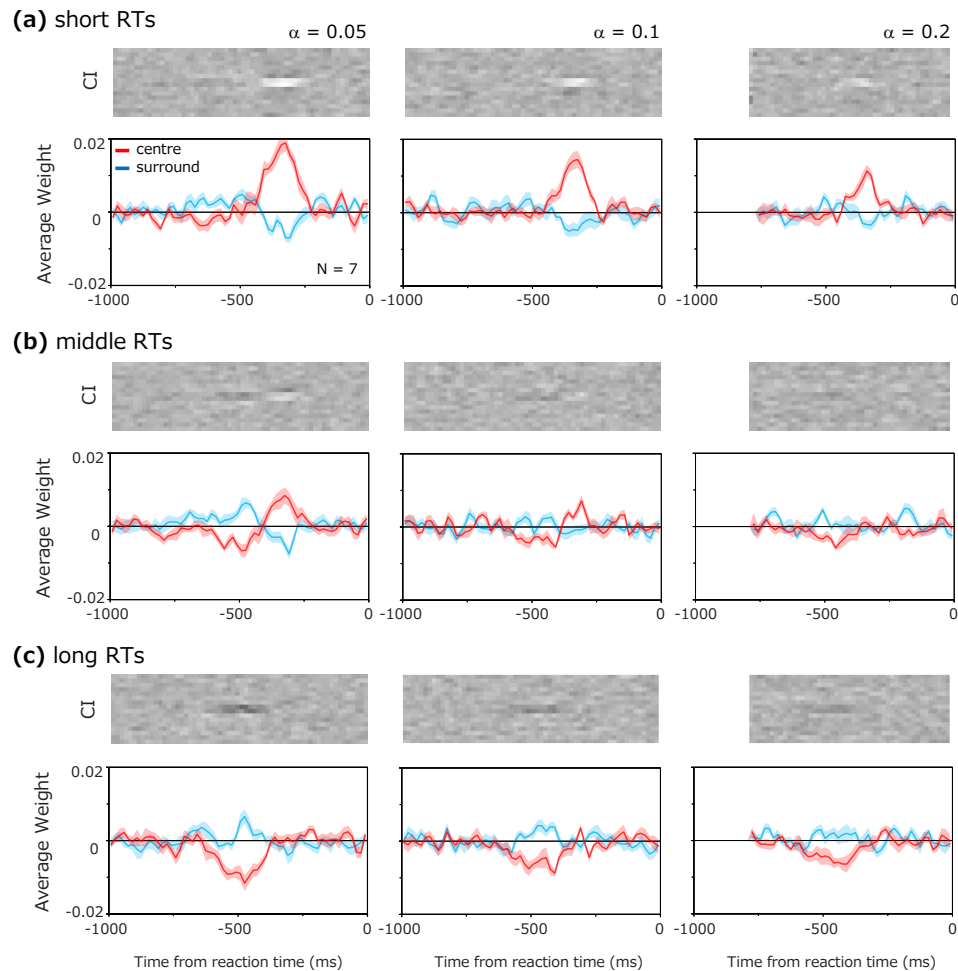 (a) short RTs
α = 0.05 α = 0.1 α = 0.2
CI
0.02
centre
surround
0
Average Weight
N = 7
-0.02
-1000 -500 0 -1000 -500 0 -1000 -500 0
(b) middle RTs
CI
0.02
0
Average Weight
-0.02
-1000 -500 0 -1000 -500 0 -1000 -500 0
(c) long RTs
CI
0.02
0
Average Weight
-0.02
-1000 -500 0 -1000 -500 0 -1000 -500 0
Time from reaction time (ms) Time from reaction time (ms) Time from reaction time (ms)